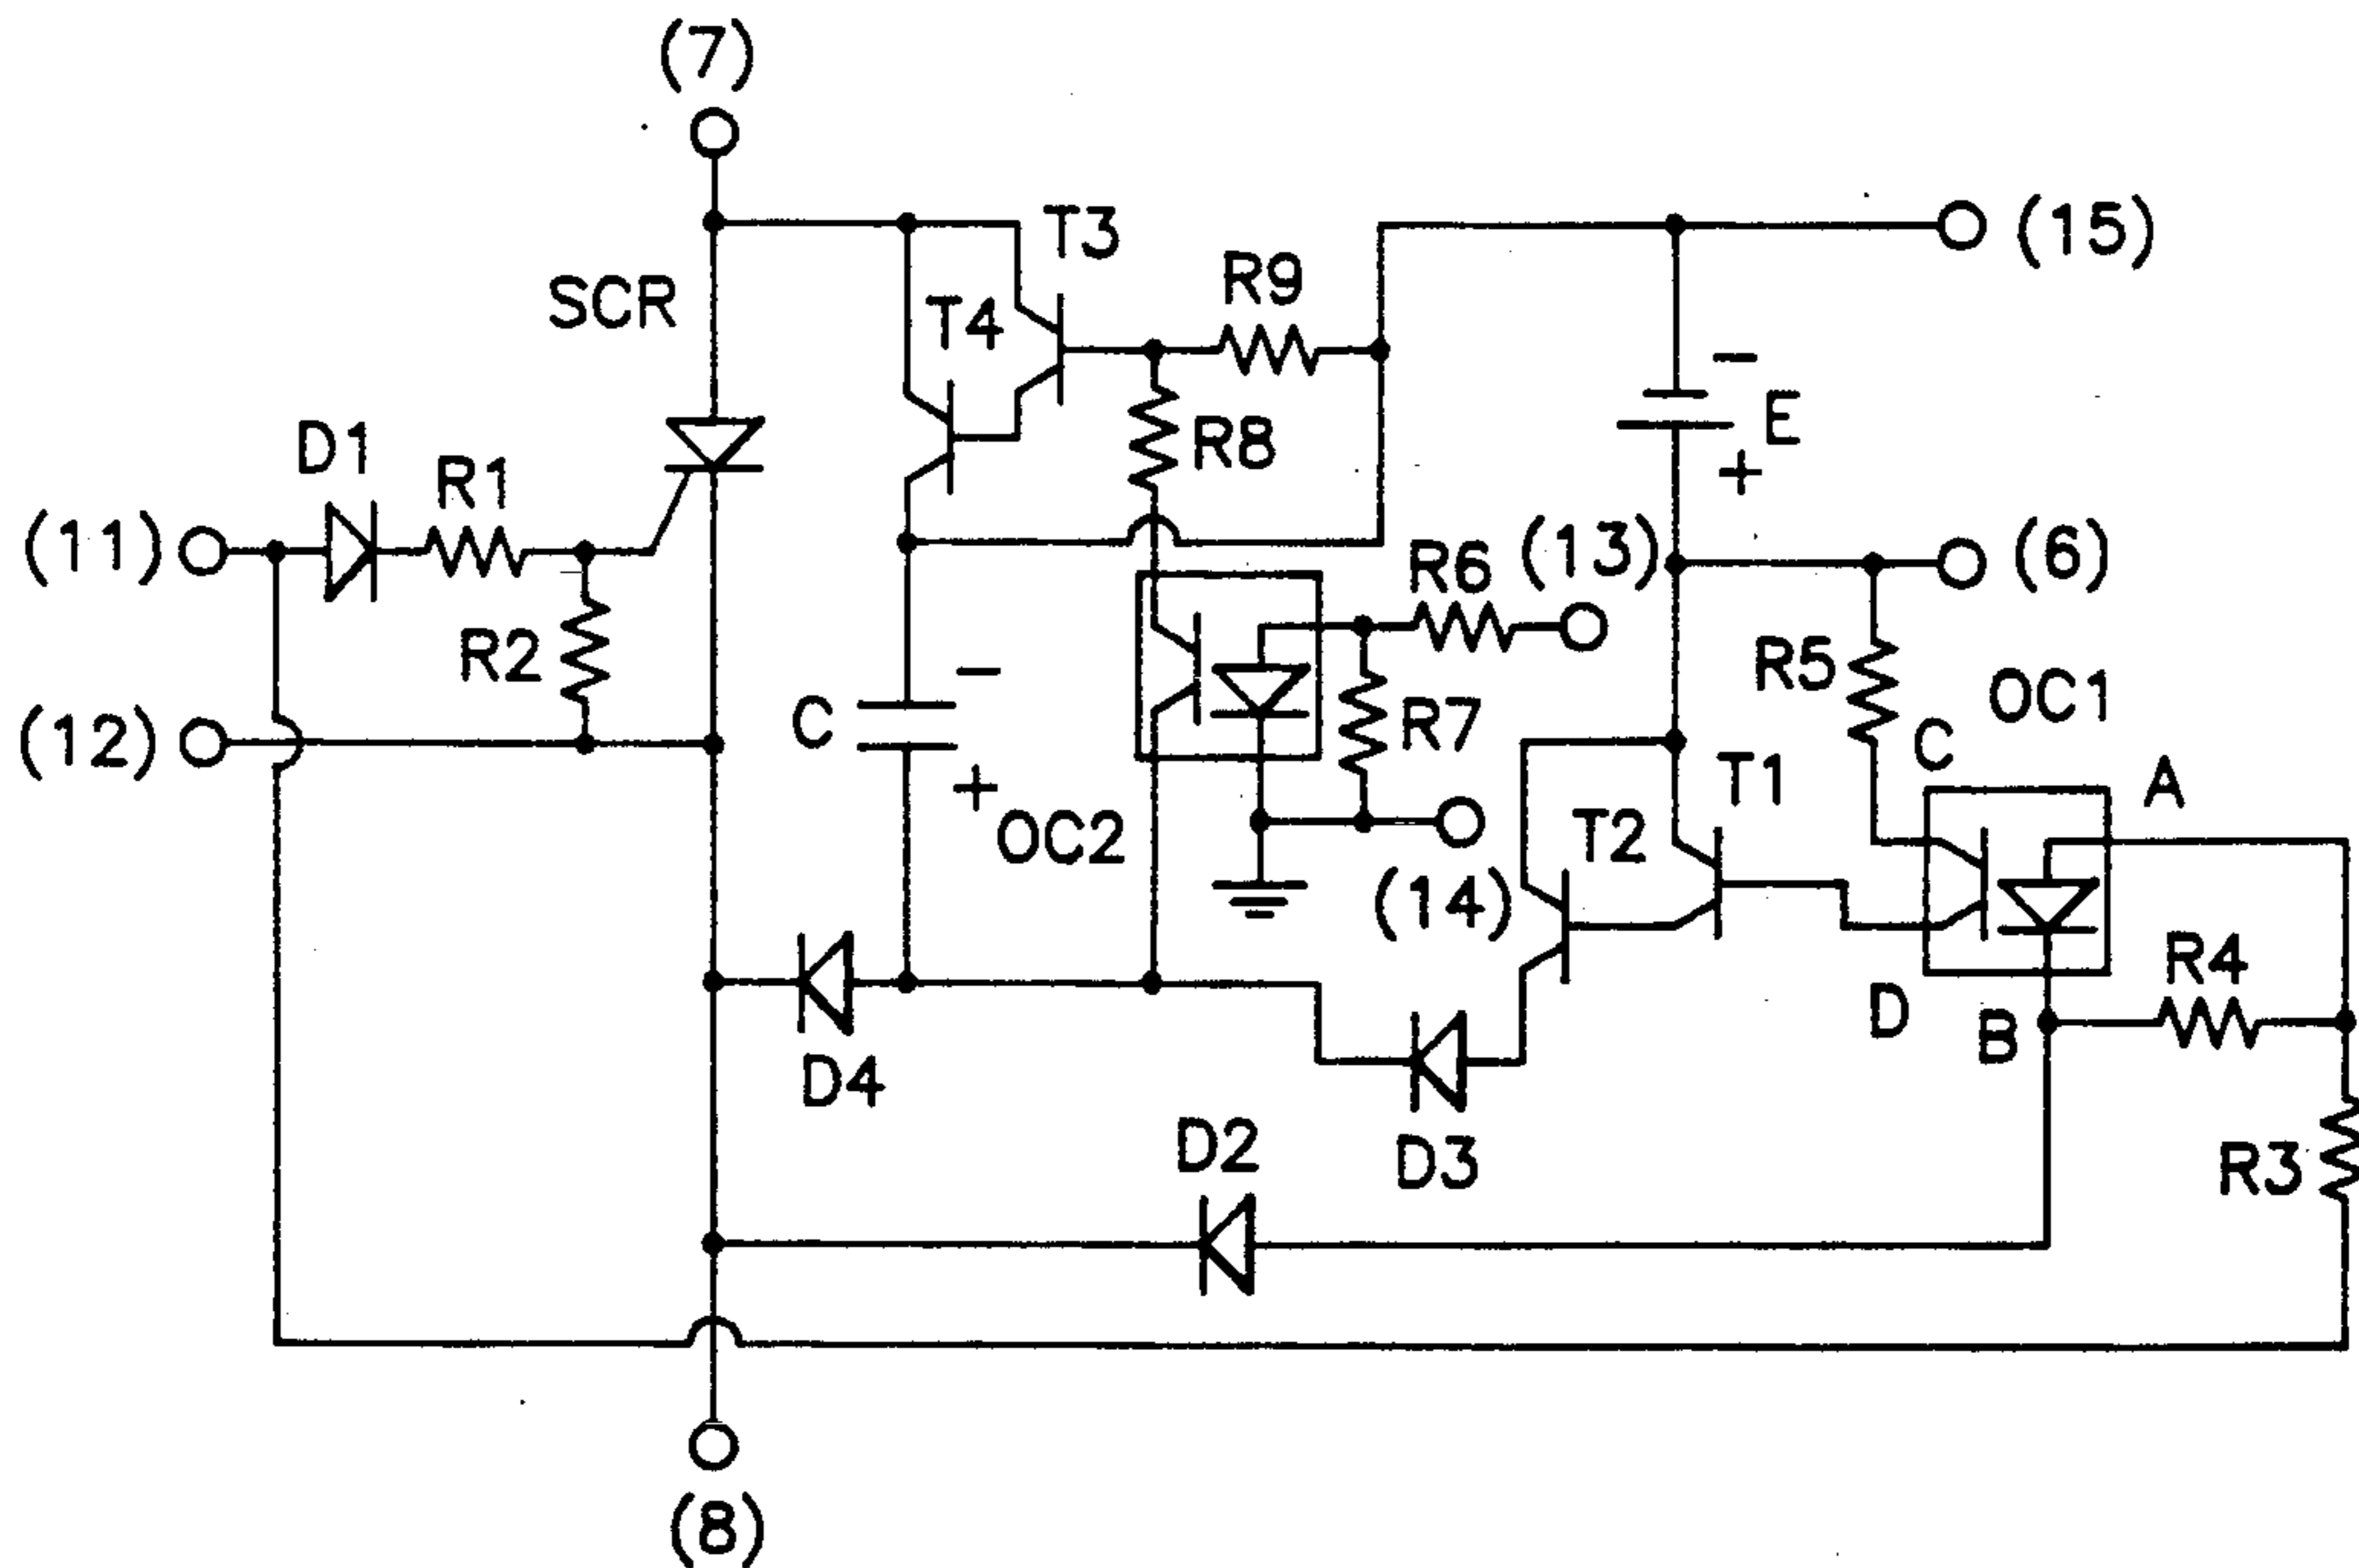 (7)
T3
(15)
SCR
T4
R9
−
E
D1
R1
R8
+
(11)
R6
(13)
(6)
R2
R5
OC1
(12)
C
−
R7
C
T1
A
+
OC2
T2
(14)
R4
D
B
D4
D2
D3
R3
(8)